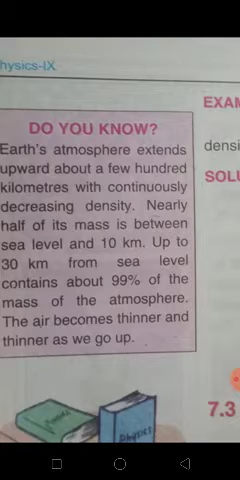 hysics-IX
EXAM
DO YOU KNOW?
Earth's atmosphere extends
upward about a few hundred
kilometres with continuously
decreasing density. Nearly
half of its mass is between
sea level and 10 km. Up to
30 km from sea level
contains about 99% of the
mass of the atmosphere.
The air becomes thinner and
thinner as we go up.
densi
SOLU
7.3
Physics